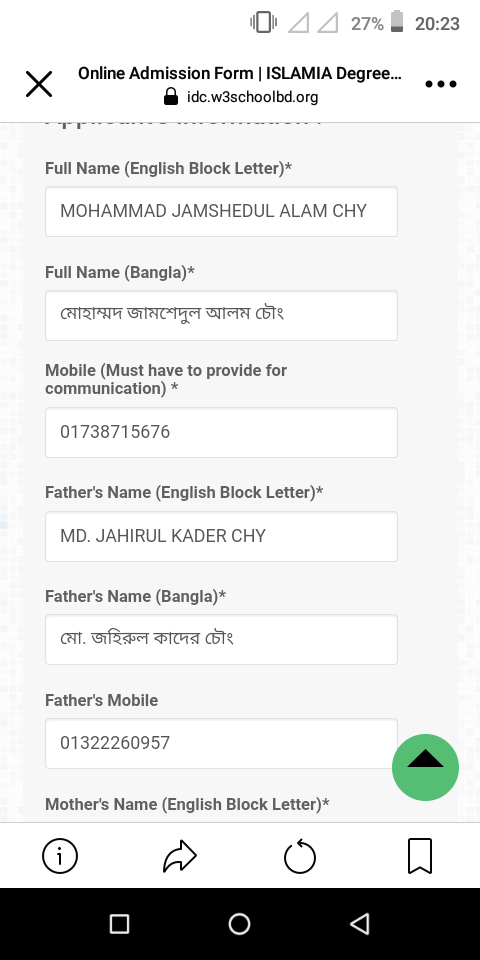 27% 20:23
Online Admission Form | ISLAMIA Degree...
idc.w3schoolbd.org
Full Name (English Block Letter)*
MOHAMMAD JAMSHEDUL ALAM CHY
Full Name (Bangla)*
মোহাম্মদ জামশেদুল আলম চৌং
Mobile (Must have to provide for
communication) *
01738715676
Father's Name (English Block Letter)*
MD. JAHIRUL KADER CHY
Father's Name (Bangla)*
মো. জহিরুল কাদের চৌং
Father's Mobile
01322260957
Mother's Name (English Block Letter)*